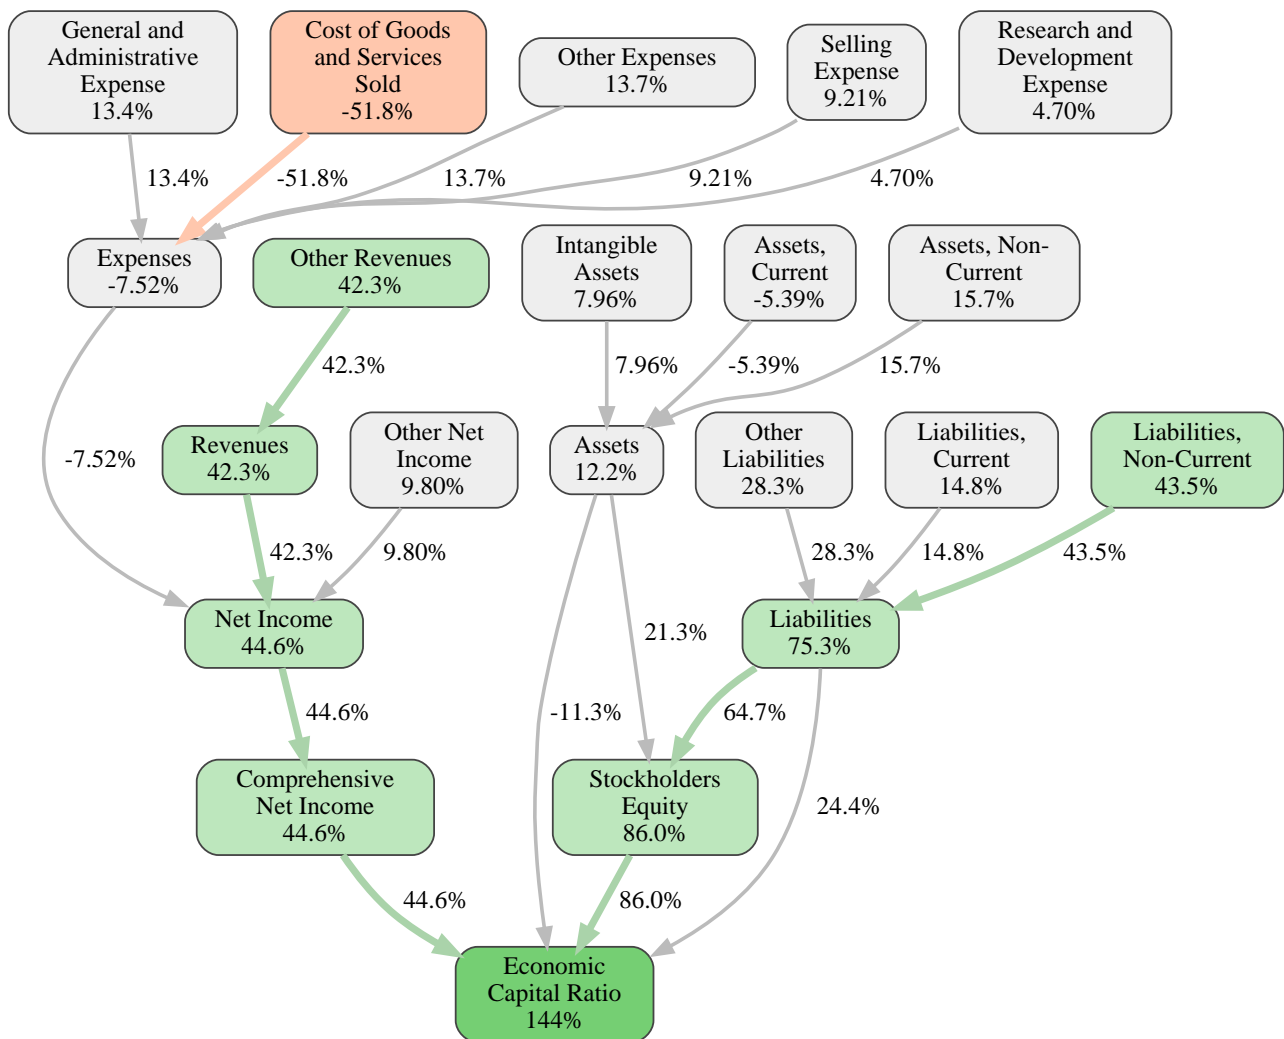 General and
Administrative
Expense
13.4%
Cost of Goods
and Services
Sold
-51.8%
Other Expenses
13.7%
Selling
Expense
9.21%
Research and
Development
Expense
4.70%
13.4%
-51.8%
13.7%
9.21%
4.70%
Expenses
-7.52%
Other Revenues
42.3%
Intangible
Assets
7.96%
Assets,
Current
-5.39%
Assets, Non-
Current
15.7%
42.3%
7.96%
-5.39%
15.7%
-7.52%
Revenues
42.3%
Other Net
Income
9.80%
Assets
12.2%
Other
Liabilities
28.3%
Liabilities,
Current
14.8%
Liabilities,
Non-Current
43.5%
42.3%
9.80%
28.3%
14.8%
43.5%
Net Income
44.6%
21.3%
Liabilities
75.3%
44.6%
-11.3%
64.7%
Comprehensive
Net Income
44.6%
Stockholders
Equity
86.0%
24.4%
44.6%
86.0%
Economic
Capital Ratio
144%